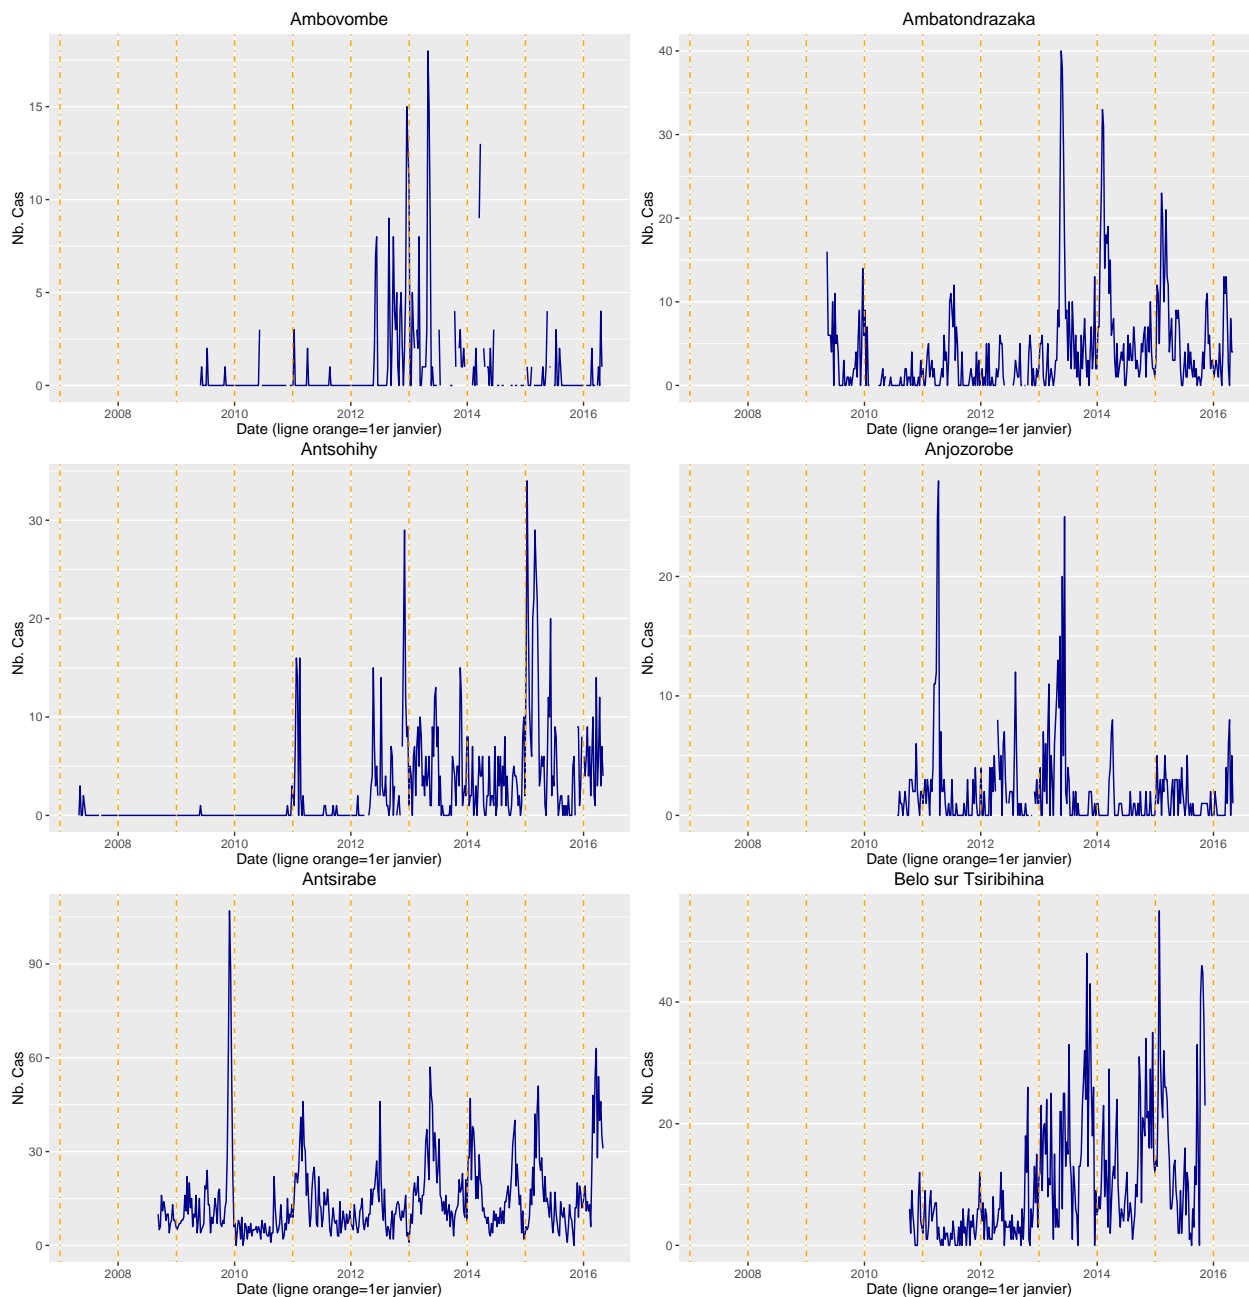 Ambovombe
Nb. Cas
15
10
5
0
2008 2010 2012 2014 2016
Date (ligne orange=1er janvier)
Ambatondrazaka
Nb. Cas
40
30
20
10
0
2008 2010 2012 2014 2016
Date (ligne orange=1er janvier)
Antsohihy
Nb. Cas
30
20
10
0
2008 2010 2012 2014 2016
Date (ligne orange=1er janvier)
Anjozorobe
Nb. Cas
20
10
0
2008 2010 2012 2014 2016
Date (ligne orange=1er janvier)
Antsirabe
Nb. Cas
90
60
30
0
2008 2010 2012 2014 2016
Date (ligne orange=1er janvier)
Belo sur Tsiribihina
Nb. Cas
40
20
0
2008 2010 2012 2014 2016
Date (ligne orange=1er janvier)